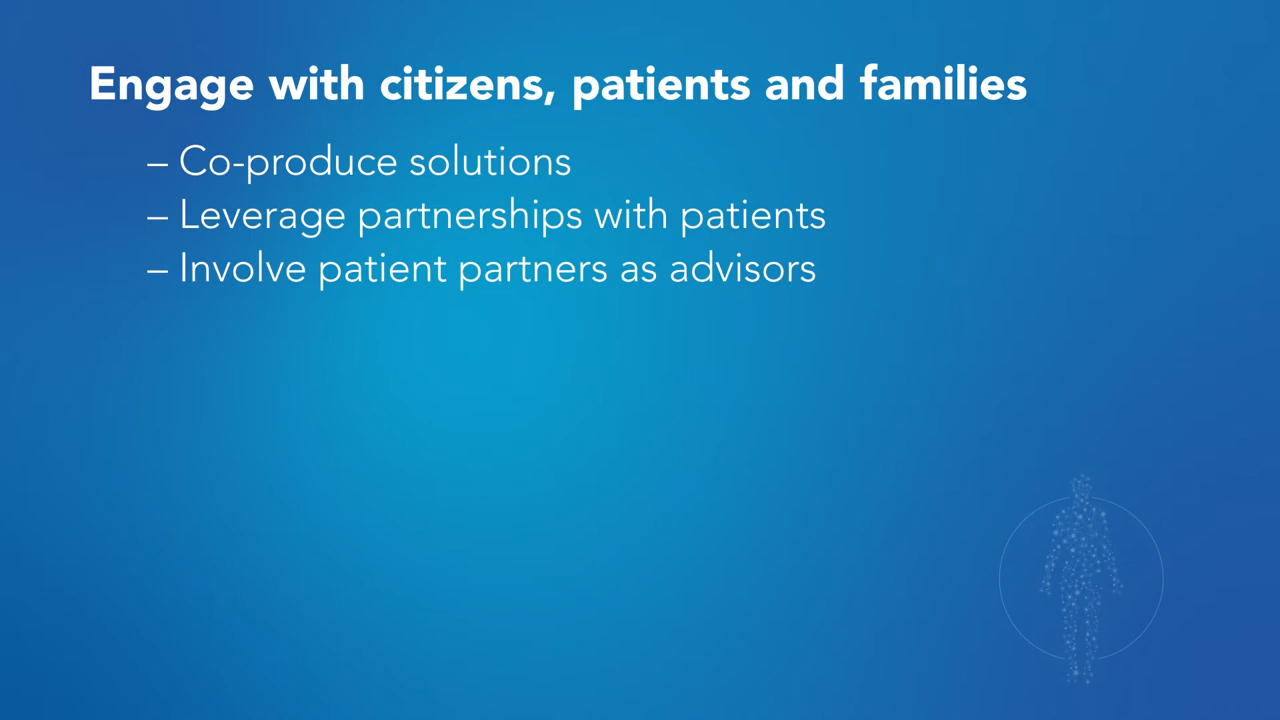 Engage with citizens, patients and families
– Co-produce solutions
– Leverage partnerships with patients
– Involve patient partners as advisors